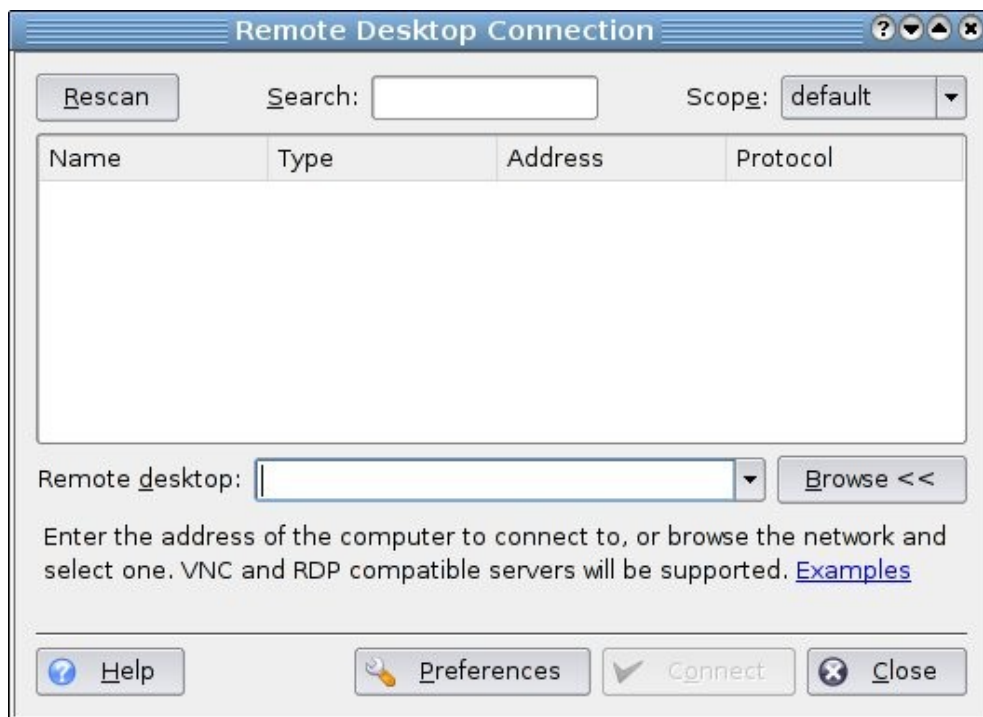 Remote Desktop Connection
Rescan Search: Scope: default
Name Type Address Protocol
Remote desktop: Browse <<
Enter the address of the computer to connect to, or browse the network and
select one. VNC and RDP compatible servers will be supported. Examples
Help Preferences Connect Close